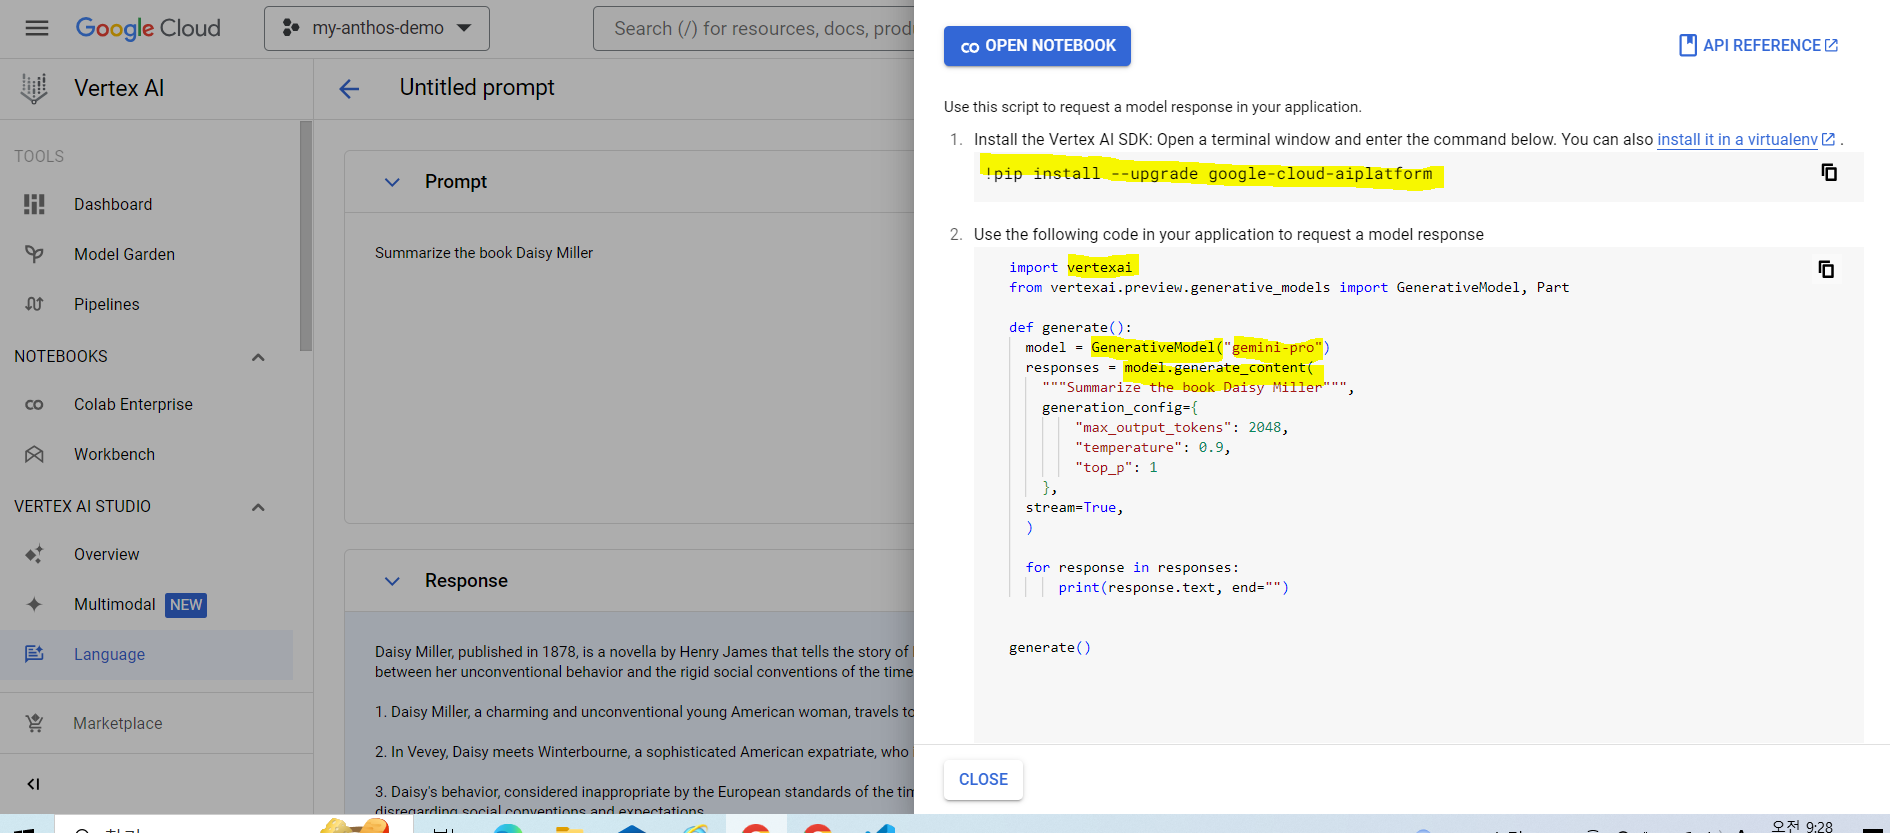 Google Cloud
my-anthos-demo
Search (/) for resources, docs, prod
Vertex AI
Untitled prompt
TOOLS
Dashboard
Model Garden
Pipelines
NOTEBOOKS
Colab Enterprise
Workbench
VERTEX AI STUDIO
Overview
Multimodal NEW
Language
Marketplace
Prompt
Summarize the book Daisy Miller
Response
Daisy Miller, published in 1878, is a novella by Henry James that tells the story of
between her unconventional behavior and the rigid social conventions of the time
1. Daisy Miller, a charming and unconventional young American woman, travels to
2. In Vevey, Daisy meets Winterbourne, a sophisticated American expatriate, who
3. Daisy's behavior, considered inappropriate by the European standards of the tim
disregarding social conventions and expectations
OPEN NOTEBOOK
API REFERENCE
Use this script to request a model response in your application.
1. Install the Vertex AI SDK: Open a terminal window and enter the command below. You can also install it in a virtualenv .
!pip install --upgrade google-cloud-aiplatform
2. Use the following code in your application to request a model response
import vertexai
from vertexai.preview.generative_models import GenerativeModel, Part
def generate():
model = GenerativeModel("gemini-pro")
responses = model.generate_content(
"""Summarize the book Daisy Miller""",
generation_config={
"max_output_tokens": 2048,
"temperature": 0.9,
"top_p": 1
},
stream=True,
)
for response in responses:
print(response.text, end="")
generate()
CLOSE
오전 9:28